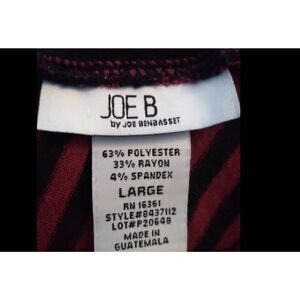 JOE B
by JOE BENBASSET
63% POLYESTER
33% RAYON
4% SPANDEX
LARGE
RN 16361
STYLE#8437112
LOT#P20648
MADE IN
GUATEMALA